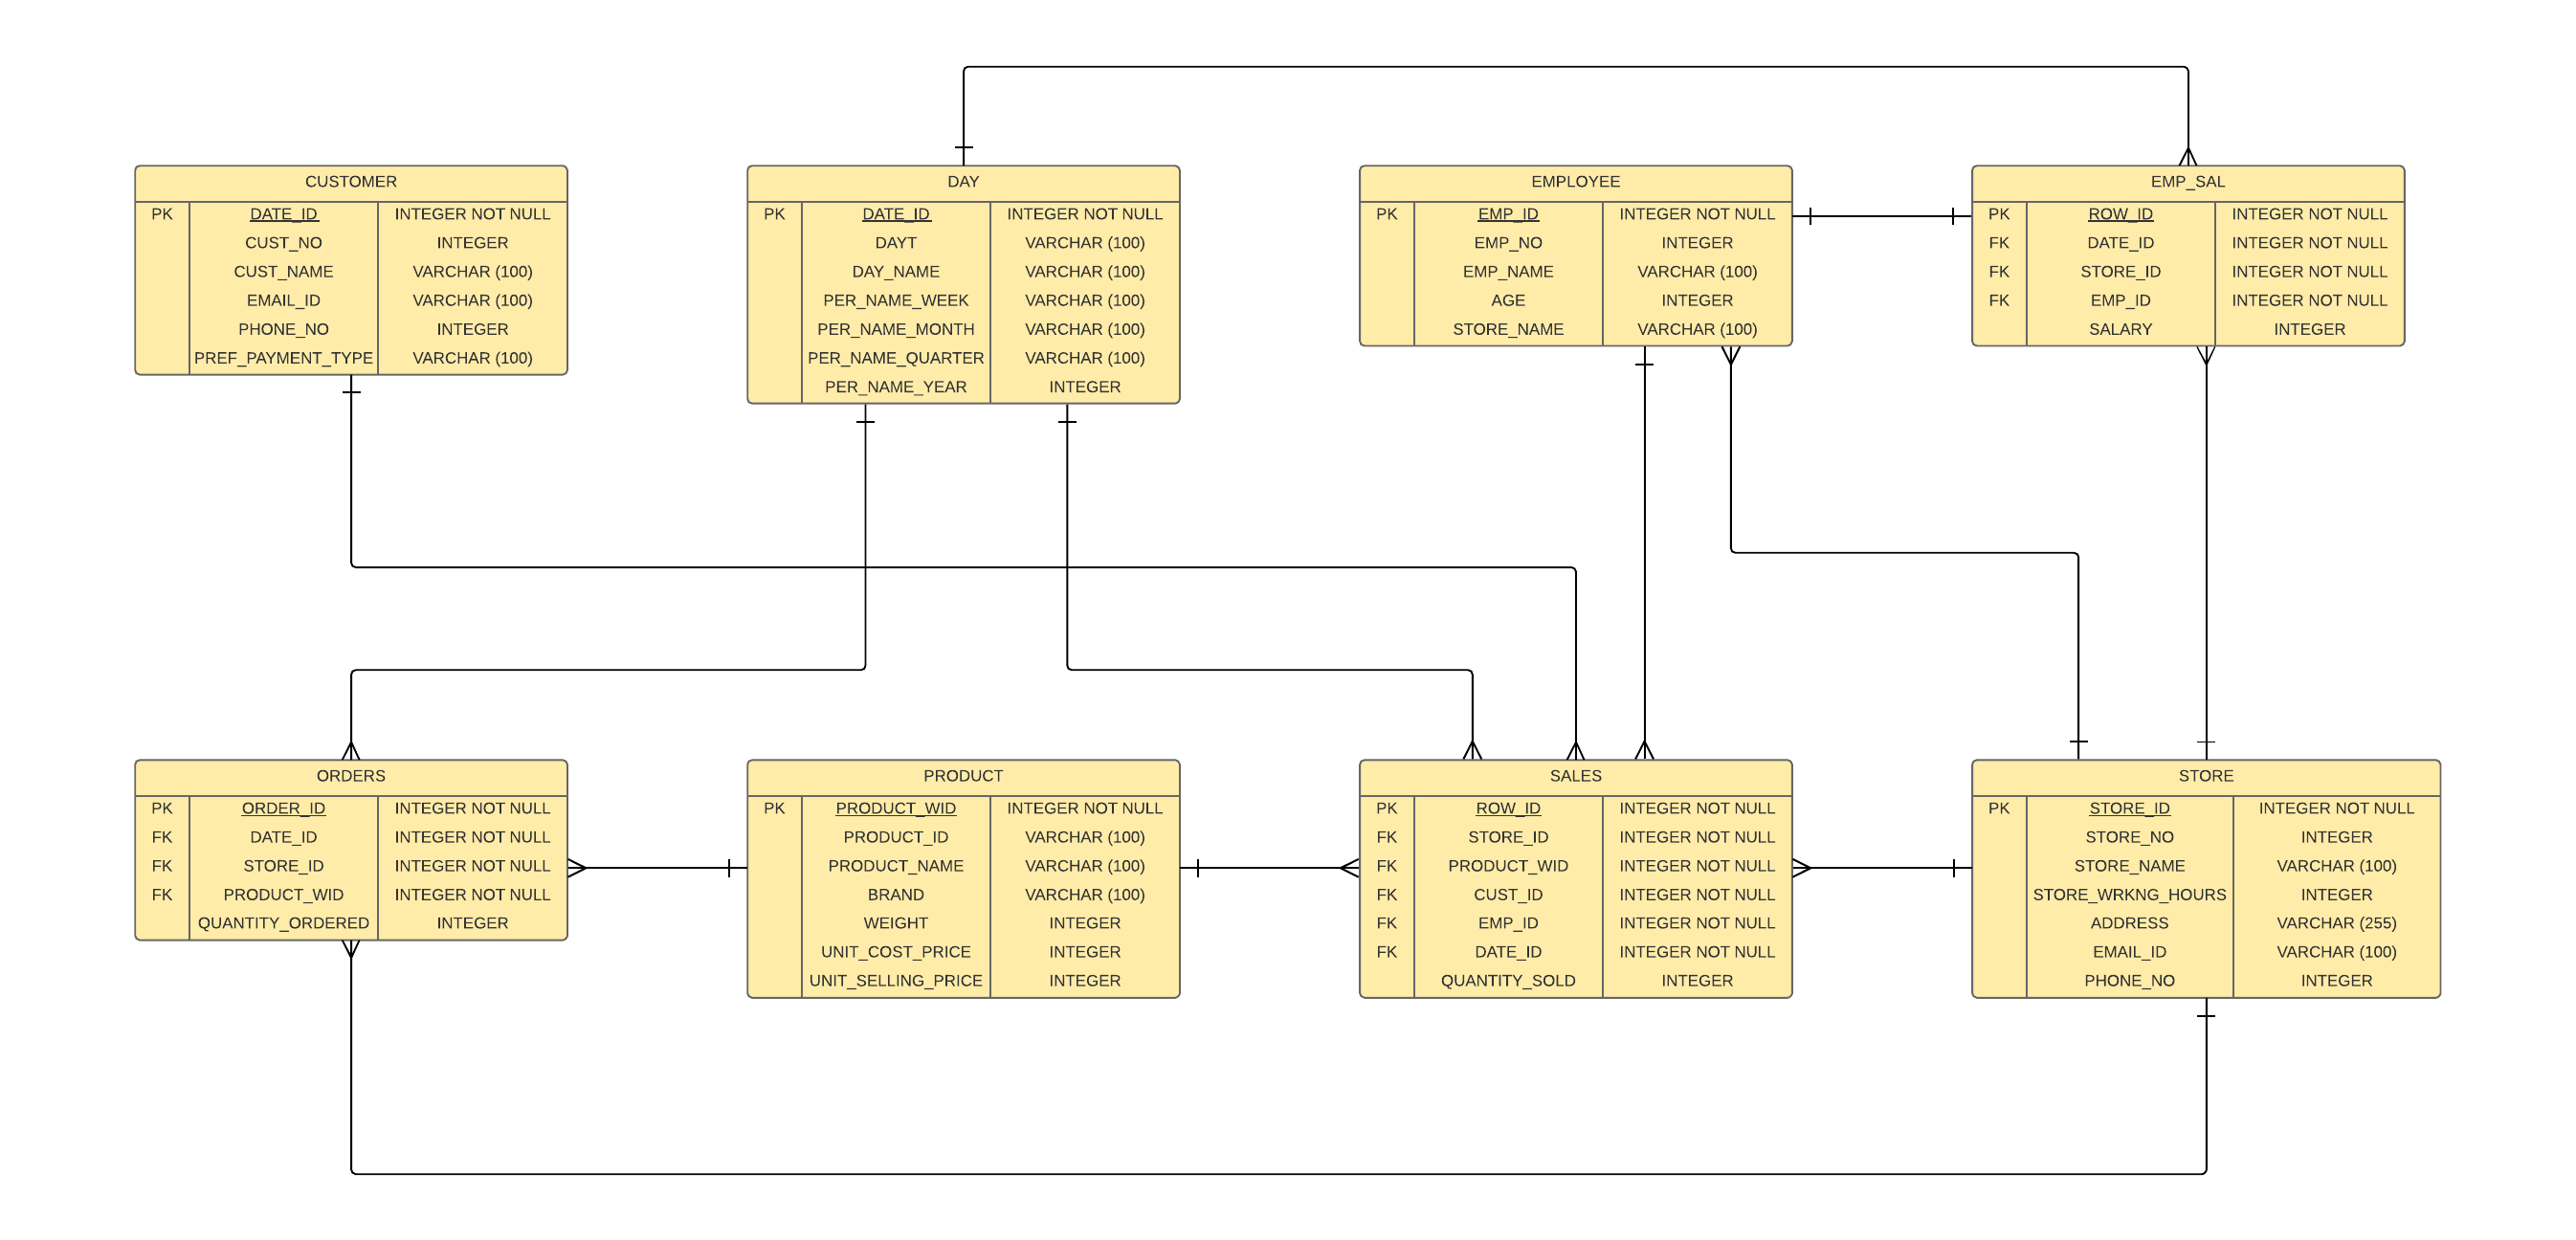 CUSTOMER
PK DATE_ID INTEGER NOT NULL
CUST_NO INTEGER
CUST_NAME VARCHAR (100)
EMAIL_ID VARCHAR (100)
PHONE_NO INTEGER
PREF_PAYMENT_TYPE VARCHAR (100)
DAY
PK DATE_ID INTEGER NOT NULL
DAYT VARCHAR (100)
DAY_NAME VARCHAR (100)
PER_NAME_WEEK VARCHAR (100)
PER_NAME_MONTH VARCHAR (100)
PER_NAME_QUARTER VARCHAR (100)
PER_NAME_YEAR INTEGER
EMPLOYEE
PK EMP_ID INTEGER NOT NULL
EMP_NO INTEGER
EMP_NAME VARCHAR (100)
AGE INTEGER
STORE_NAME VARCHAR (100)
EMP_SAL
PK ROW_ID INTEGER NOT NULL
FK DATE_ID INTEGER NOT NULL
FK STORE_ID INTEGER NOT NULL
FK EMP_ID INTEGER NOT NULL
SALARY INTEGER
ORDERS
PK ORDER_ID INTEGER NOT NULL
FK DATE_ID INTEGER NOT NULL
FK STORE_ID INTEGER NOT NULL
FK PRODUCT_WID INTEGER NOT NULL
QUANTITY_ORDERED INTEGER
PRODUCT
PK PRODUCT_WID INTEGER NOT NULL
PRODUCT_ID VARCHAR (100)
PRODUCT_NAME VARCHAR (100)
BRAND VARCHAR (100)
WEIGHT INTEGER
UNIT_COST_PRICE INTEGER
UNIT_SELLING_PRICE INTEGER
SALES
PK ROW_ID INTEGER NOT NULL
FK STORE_ID INTEGER NOT NULL
FK PRODUCT_WID INTEGER NOT NULL
FK CUST_ID INTEGER NOT NULL
FK EMP_ID INTEGER NOT NULL
FK DATE_ID INTEGER NOT NULL
QUANTITY_SOLD INTEGER
STORE
PK STORE_ID INTEGER NOT NULL
STORE_NO INTEGER
STORE_NAME VARCHAR (100)
STORE_WRKNG_HOURS INTEGER
ADDRESS VARCHAR (255)
EMAIL_ID VARCHAR (100)
PHONE_NO INTEGER